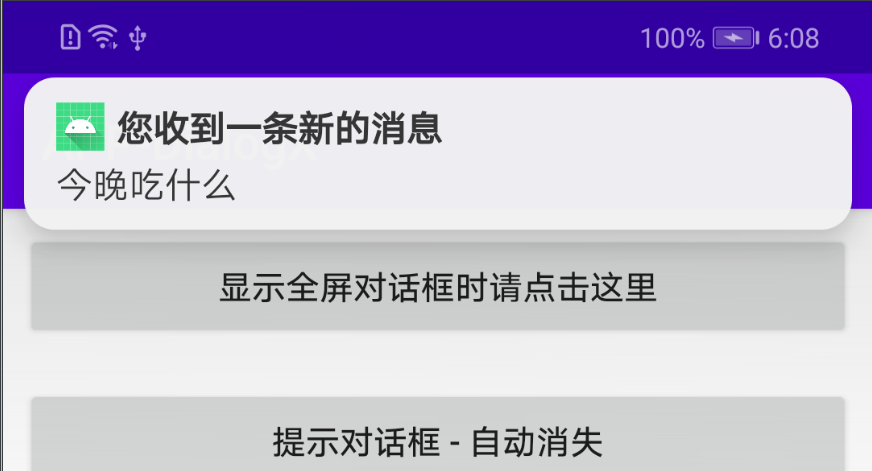 100% 6:08
您收到一条新的消息
今晚吃什么
显示全屏对话框时请点击这里
提示对话框 - 自动消失